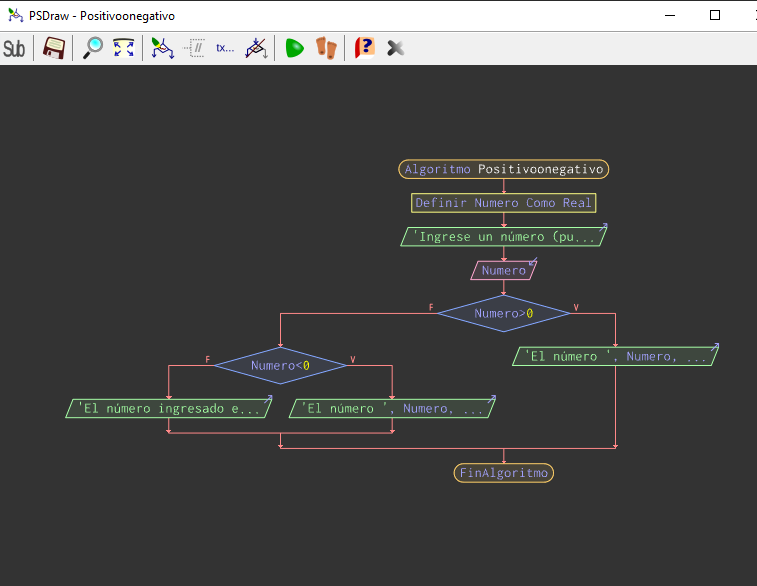 PSDraw - Positivoonegativo
Sub // tx... ?
Algoritmo Positivoonegativo
Definir Numero Como Real
'Ingrese un número (pu...
Numero
F Numero>0 V
'El número ', Numero, ...
F Numero<0 V
'El número ingresado e...
'El número ', Numero, ...
FinAlgoritmo